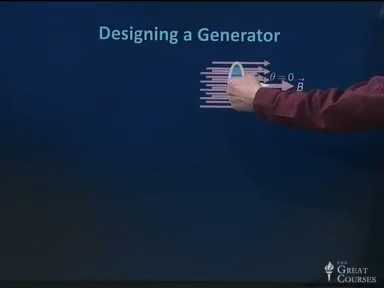 Designing a Generator
θ = 0
B
THE
GREAT
COURSES